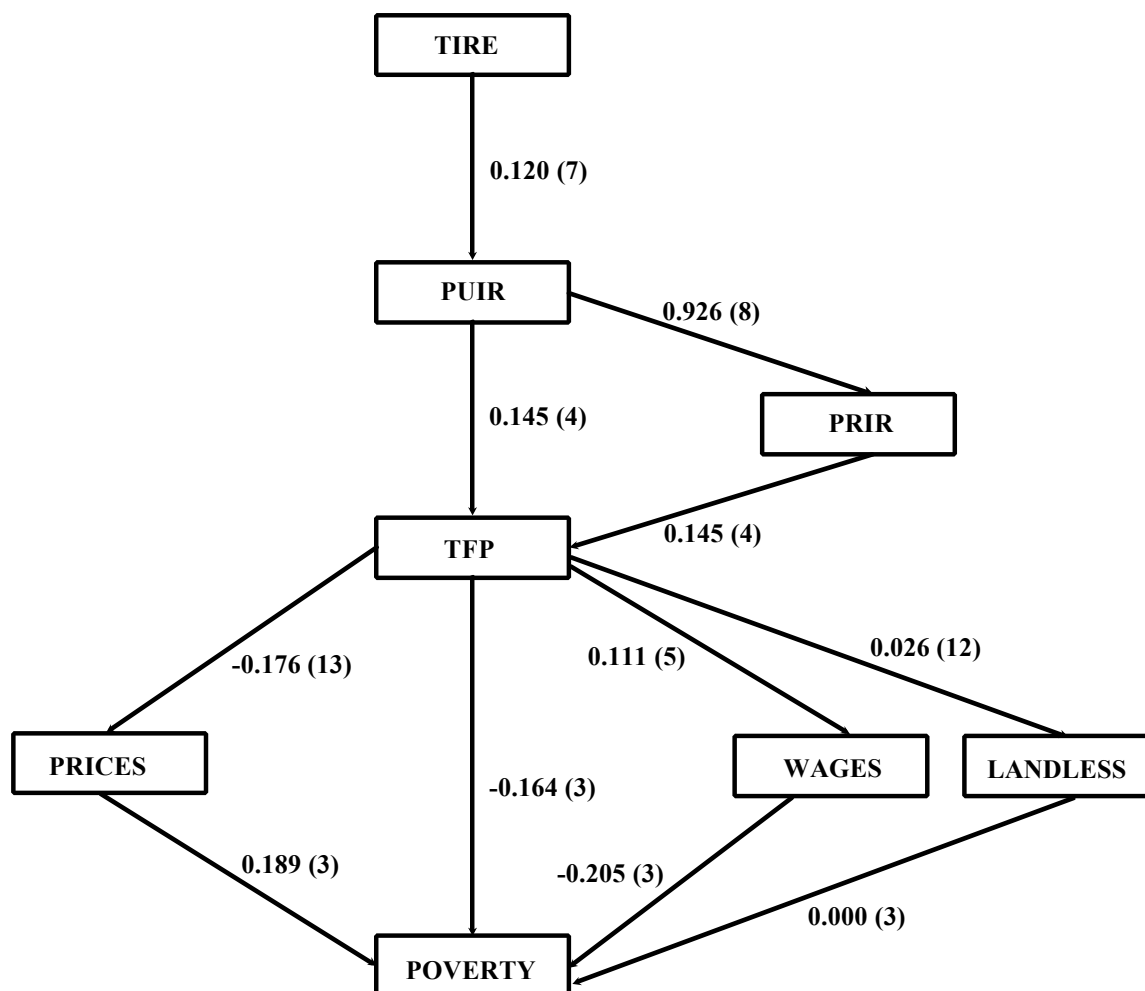 TIRE
0.120 (7)
PUIR
0.926 (8)
PRIR
0.145 (4)
0.145 (4)
TFP
-0.176 (13)
0.111 (5)
0.026 (12)
PRICES
WAGES
LANDLESS
-0.164 (3)
0.189 (3)
-0.205 (3)
0.000 (3)
POVERTY